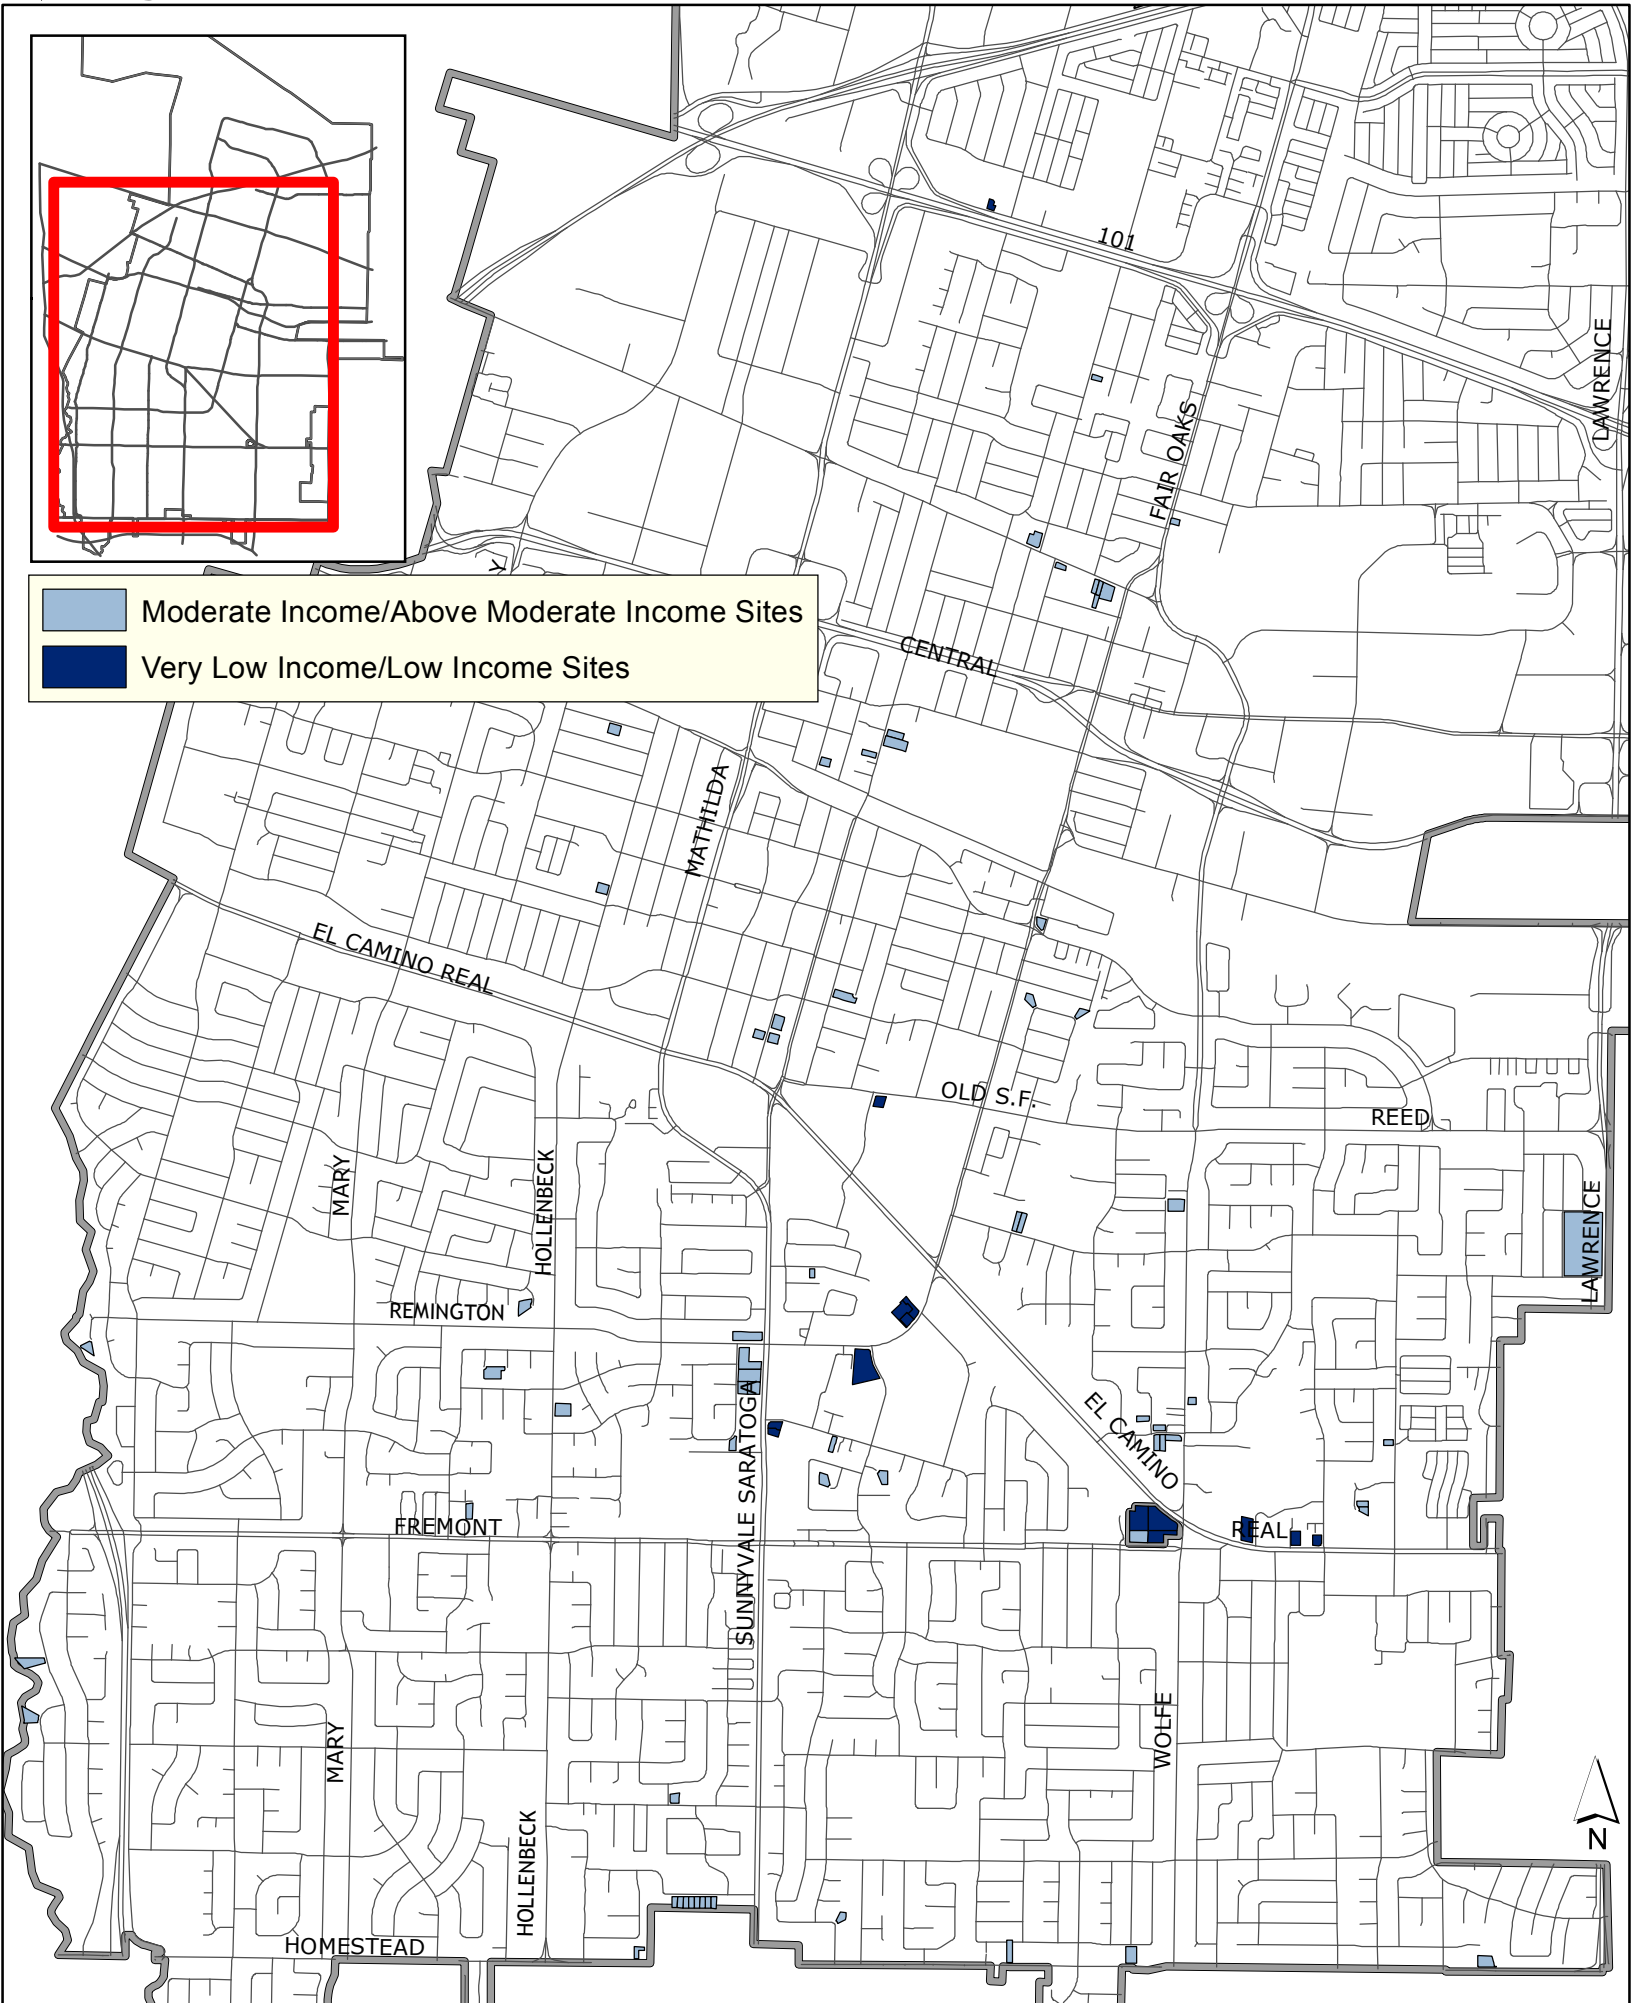 101
LAWRENCE
FAIR OAKS
Y
Moderate Income/Above Moderate Income Sites
Very Low Income/Low Income Sites
CENTRAL
MATHILDA
EL CAMINO REAL
OLD S.F.
REED
MARY
HOLLENBECK
LAWRENCE
REMINGTON
EL CAMINO
SUNNYVALE SARATOGA
FREMONT
REAL
WOLFE
MARY
HOLLENBECK
N
HOMESTEAD